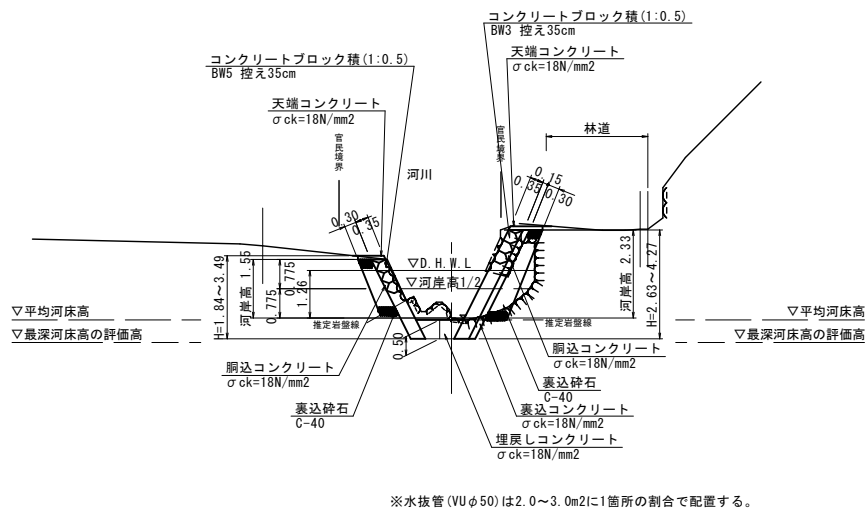 コンクリートブロック積(1:0.5)
BW3 控え35cm
天端コンクリート
σck=18N/mm2
コンクリートブロック積(1:0.5)
BW5 控え35cm
天端コンクリート
σck=18N/mm2
官民境界
河川
官民境界
林道
0.15
0.35
0.30
0.30
0.35
▽D.H.W.L
▽河岸高1/2
H=1.84~3.49
河岸高 1.55
0.775
0.775
1.26
河岸高 2.33
H=2.63~4.27
▽平均河床高
▽平均河床高
推定岩盤線
推定岩盤線
▽最深河床高の評価高
▽最深河床高の評価高
0.50
胴込コンクリート
σck=18N/mm2
胴込コンクリート
σck=18N/mm2
裏込砕石
C-40
裏込砕石
C-40
裏込コンクリート
σck=18N/mm2
埋戻しコンクリート
σck=18N/mm2
※水抜管(VUφ50)は2.0~3.0m2に1箇所の割合で配置する。